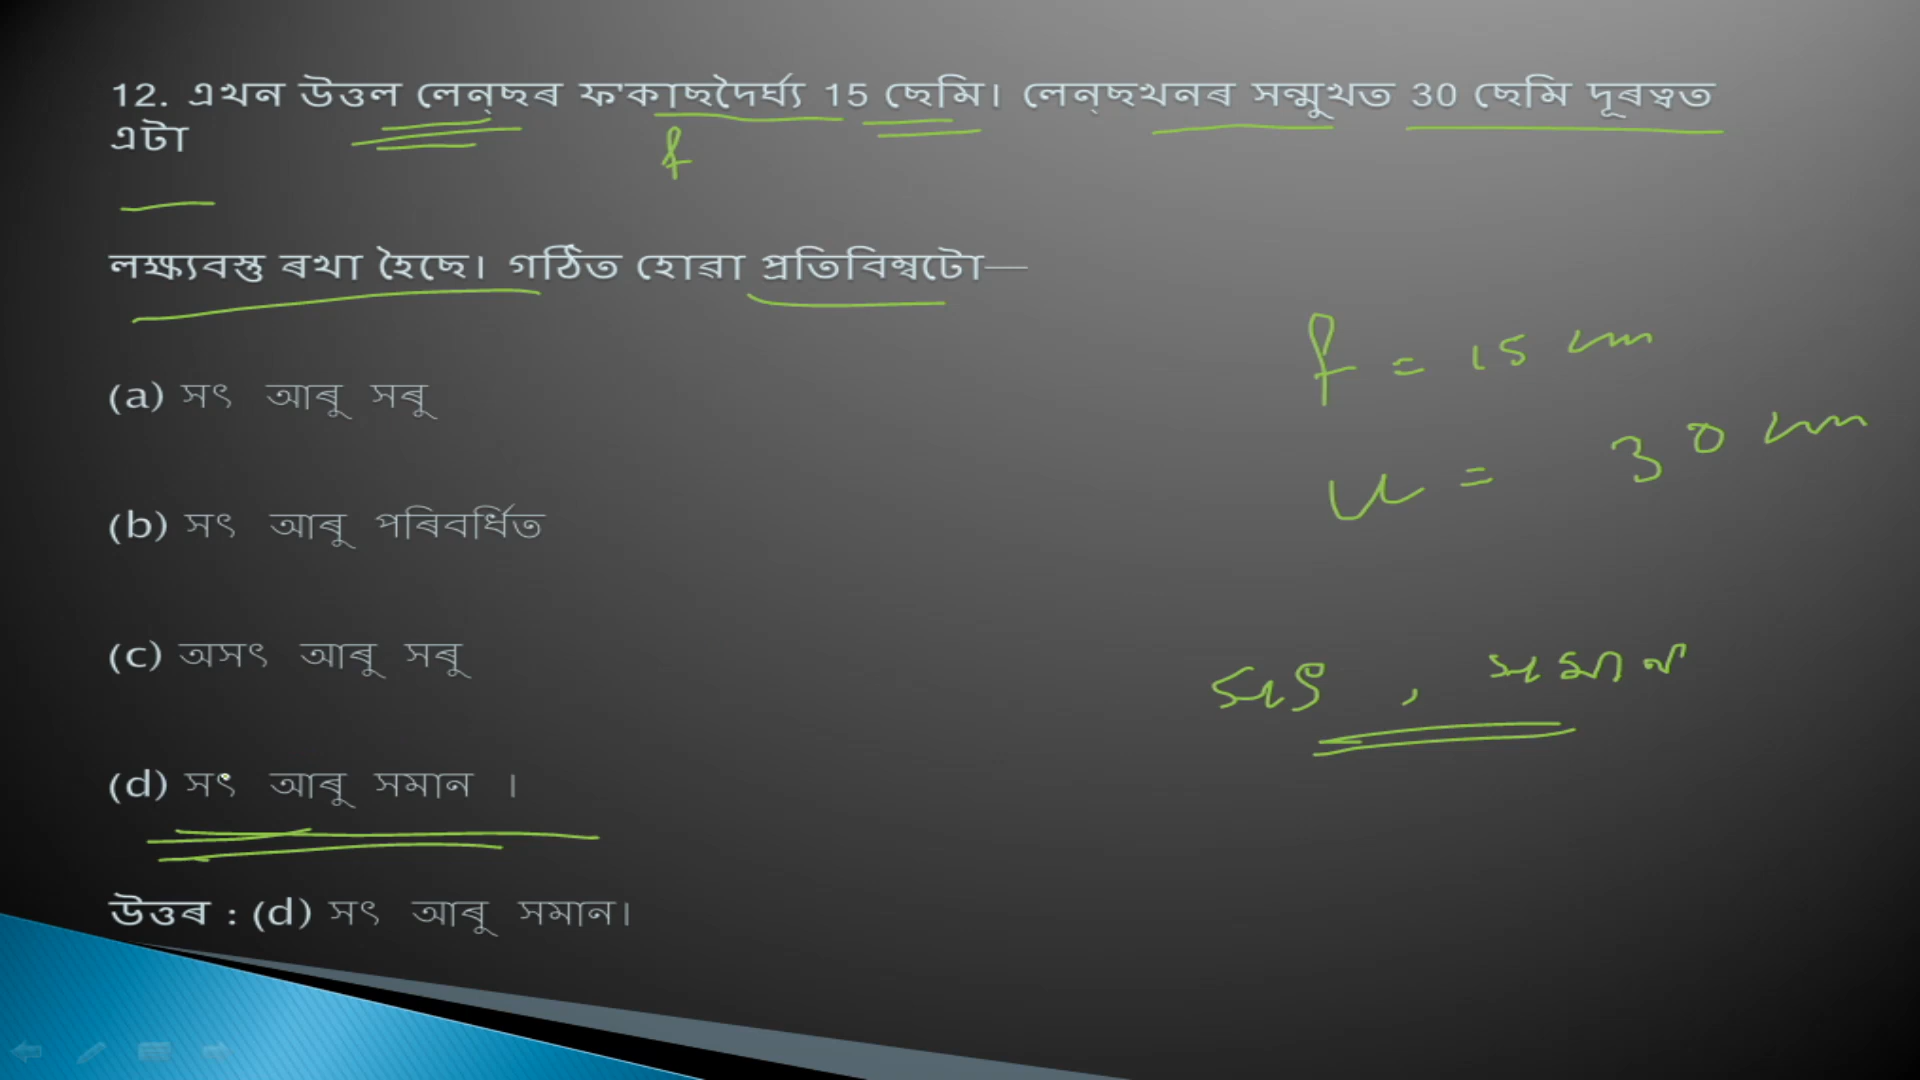 12. এখন উত্তল লেন্‌ছৰ ফ'কাছদৈৰ্ঘ্য 15 ছেমি। লেন্‌ছখনৰ সন্মুখত 30 ছেমি দূৰত্বত
এটা
f
লক্ষ্যবস্তু ৰখা হৈছে। গঠিত হোৱা প্ৰতিবিম্বটো—
f = 15 cm
(a) সৎ আৰু সৰু
u = 30 cm
(b) সৎ আৰু পৰিবৰ্ধিত
(c) অসৎ আৰু সৰু
সৎ , সমান
(d) সৎ আৰু সমান ।
উত্তৰ : (d) সৎ আৰু সমান।